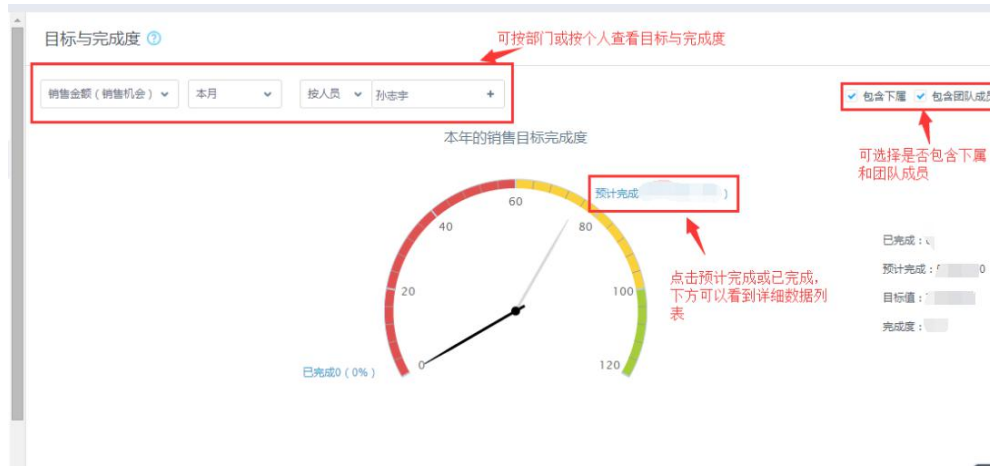 目标与完成度 ?
可按部门或按个人查看目标与完成度
销售金额(销售机会)
本月
按人员
孙志宇
+
包含下属
包含团队成员
本年的销售目标完成度
可选择是否包含下属
和团队成员
预计完成
)
60
40
80
20
100
0
120
已完成0(0%)
点击预计完成或已完成,
下方可以看到详细数据列
表
已完成:
预计完成:
0
目标值:
完成度: